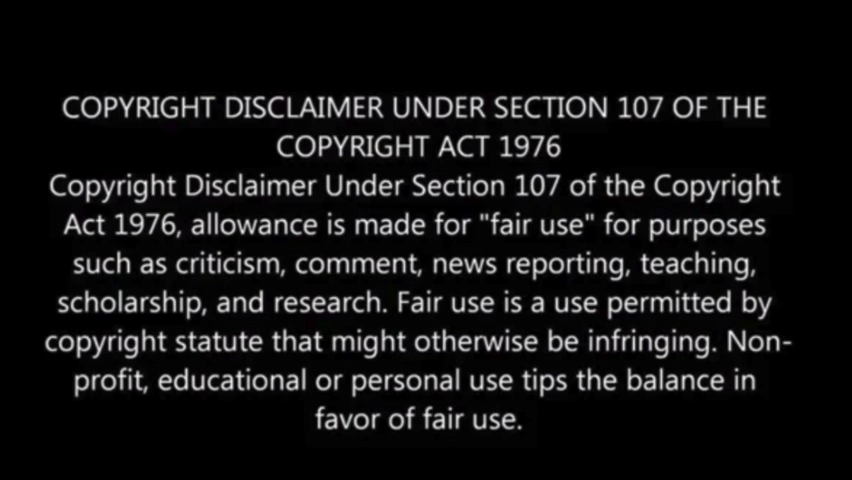 COPYRIGHT DISCLAIMER UNDER SECTION 107 OF THE
COPYRIGHT ACT 1976
Copyright Disclaimer Under Section 107 of the Copyright
Act 1976, allowance is made for "fair use" for purposes
such as criticism, comment, news reporting, teaching,
scholarship, and research. Fair use is a use permitted by
copyright statute that might otherwise be infringing. Non-
profit, educational or personal use tips the balance in
favor of fair use.